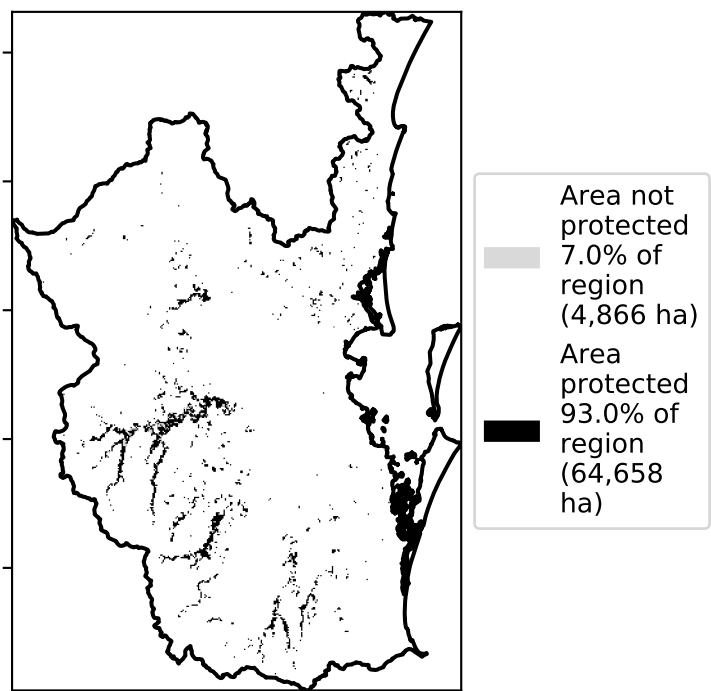 Area not
protected
7.0% of
region
(4,866 ha)
Area
protected
93.0% of
region
(64,658
ha)